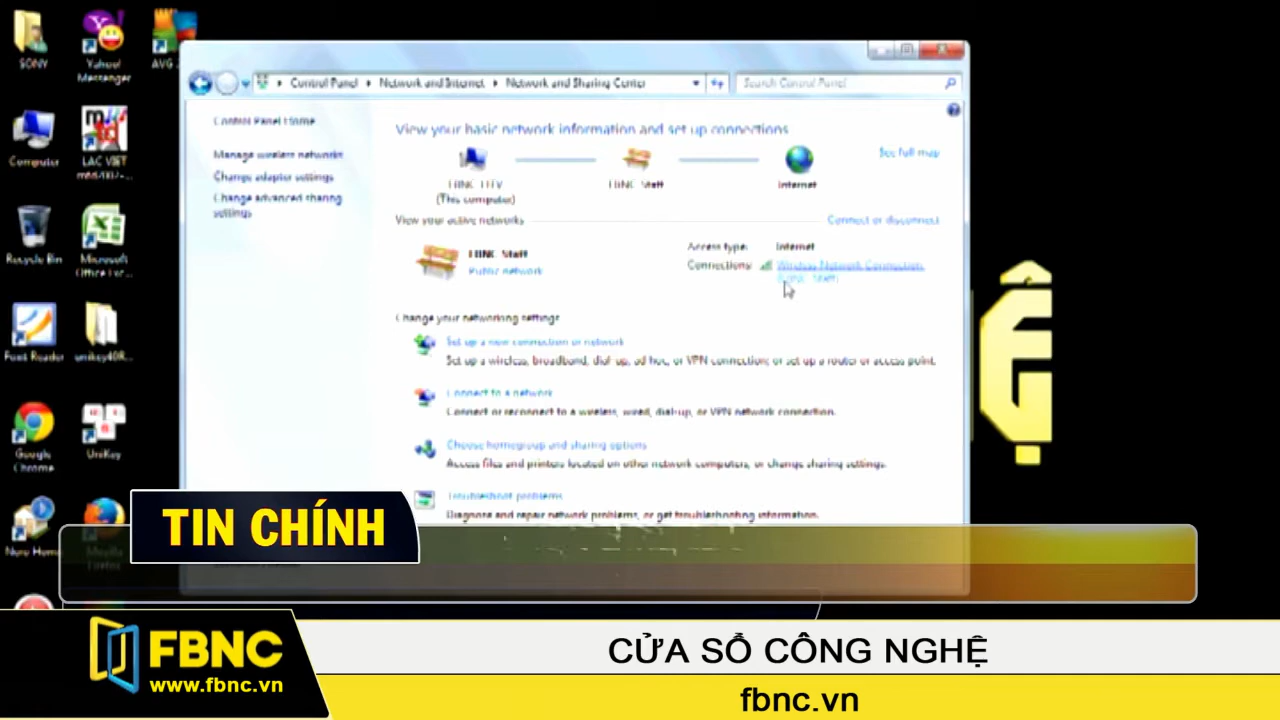 SONY
Yahoo!
Messenger
AVG
Computer
LAC VIET
Recycle Bin
Microsoft
Foxit Reader
Google
Chrome
UniKey
Mozilla
Firefox
Control Panel ▸ Network and Internet ▸ Network and Sharing Center
Search Control Panel
Control Panel Home
Manage wireless networks
Change adapter settings
Change advanced sharing
settings
View your basic network information and set up connections
See full map
(This computer)
FBNC Staff
Internet
View your active networks
Connect or disconnect
FBNC Staff
Public network
Access type: Internet
Connections: Wireless Network Connection
Change your networking settings
Set up a new connection or network
Set up a wireless, broadband, dial-up, ad hoc, or VPN connection; or set up a router or access point.
Connect to a network
Connect or reconnect to a wireless, wired, dial-up, or VPN network connection.
Choose homegroup and sharing options
Access files and printers located on other network computers, or change sharing settings.
Troubleshoot problems
Diagnose and repair network problems, or get troubleshooting information.
Ệ
TIN CHÍNH
FBNC
www.fbnc.vn
CỬA SỔ CÔNG NGHỆ
fbnc.vn